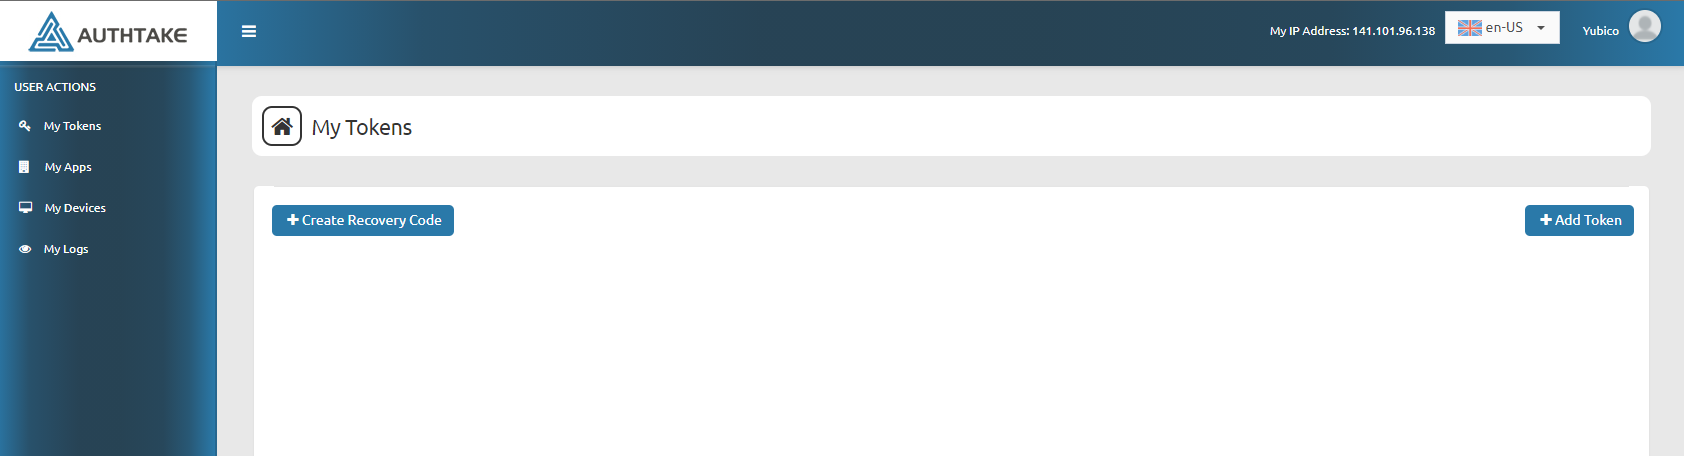 AUTHTAKE
My IP Address: 141.101.96.138
en-US
Yubico
USER ACTIONS
My Tokens
My Apps
My Devices
My Logs
My Tokens
Create Recovery Code
Add Token